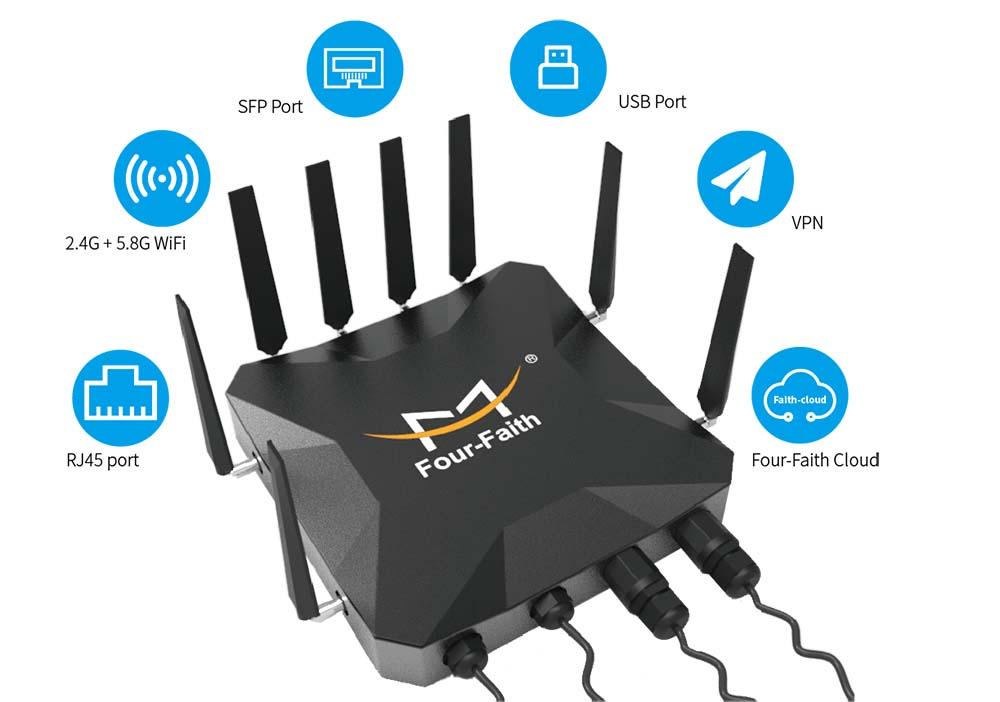 SFP Port
USB Port
2.4G + 5.8G WiFi
VPN
®
Four-Faith
Faith-cloud
RJ45 port
Four-Faith Cloud